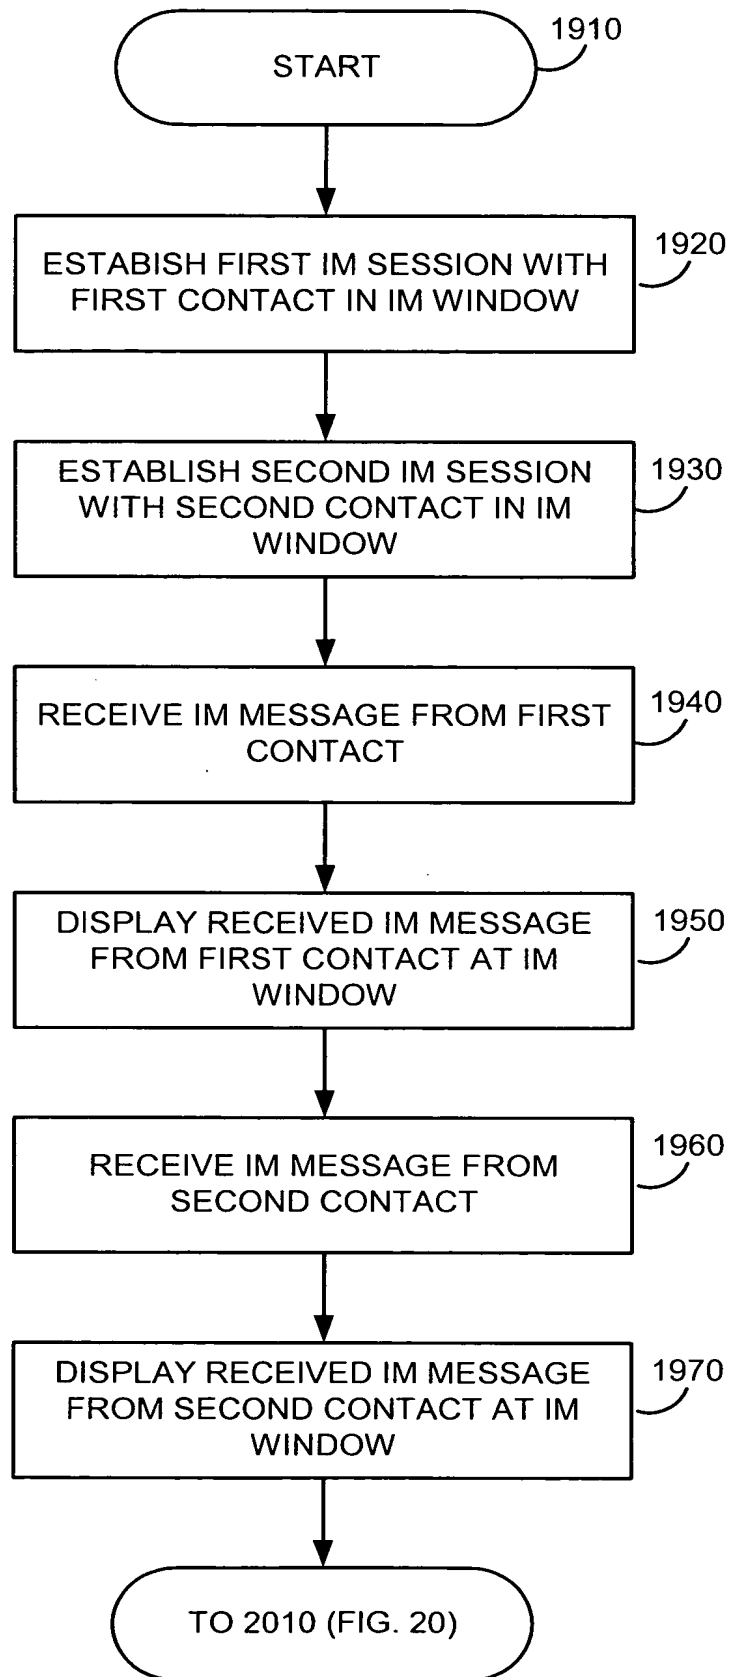 1910
START
1920
ESTABISH FIRST IM SESSION WITH
FIRST CONTACT IN IM WINDOW
1930
ESTABLISH SECOND IM SESSION
WITH SECOND CONTACT IN IM
WINDOW
1940
RECEIVE IM MESSAGE FROM FIRST
CONTACT
1950
DISPLAY RECEIVED IM MESSAGE
FROM FIRST CONTACT AT IM
WINDOW
1960
RECEIVE IM MESSAGE FROM
SECOND CONTACT
1970
DISPLAY RECEIVED IM MESSAGE
FROM SECOND CONTACT AT IM
WINDOW
TO 2010 (FIG. 20)